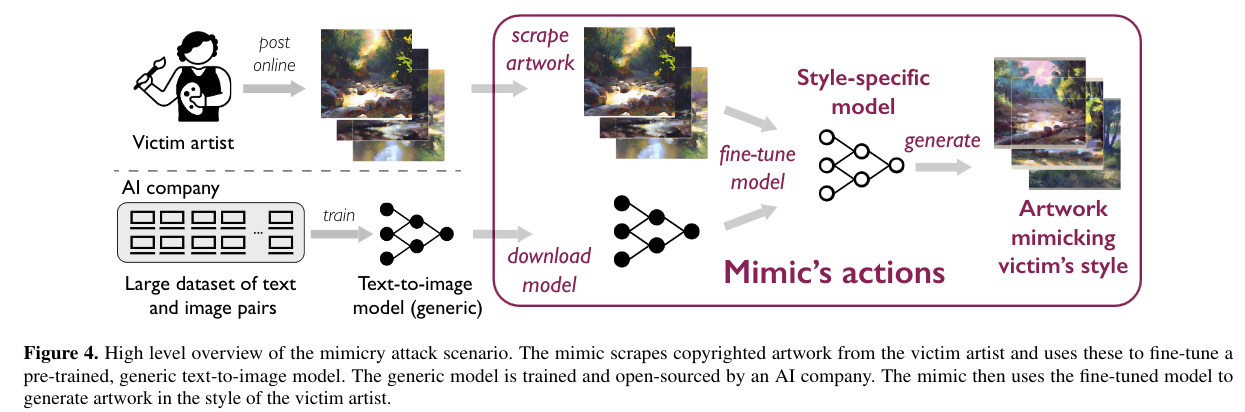 post
online
Victim artist
scrape
artwork
AI company
train
...
Large dataset of text
and image pairs
Text-to-image
model (generic)
download
model
fine-tune
model
Style-specific
model
generate
Artwork
mimicking
victim's style
Mimic's actions
Figure 4. High level overview of the mimicry attack scenario. The mimic scrapes copyrighted artwork from the victim artist and uses these to fine-tune a
pre-trained, generic text-to-image model. The generic model is trained and open-sourced by an AI company. The mimic then uses the fine-tuned model to
generate artwork in the style of the victim artist.